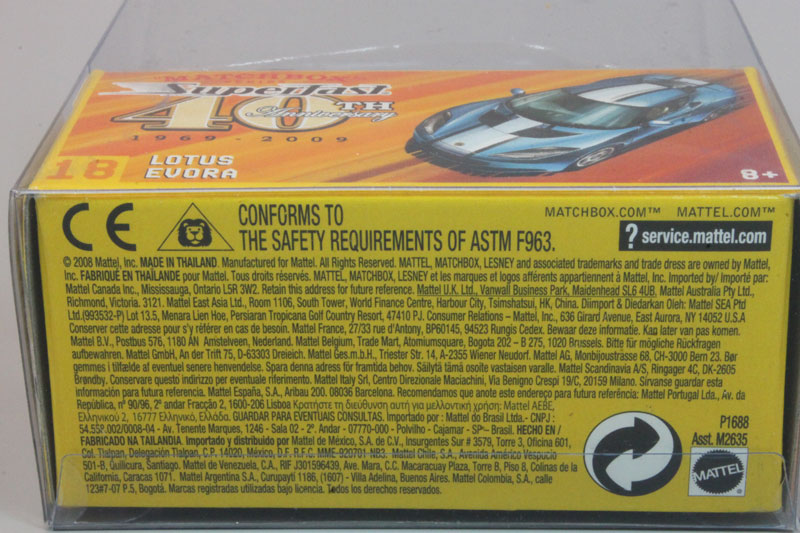 MATCHBOX
Superfast
40TH
Anniversary
1969 - 2009
18 LOTUS
EVORA
8+
CE
CONFORMS TO
THE SAFETY REQUIREMENTS OF ASTM F963.
MATCHBOX.COM™ MATTEL.COM™
? service.mattel.com
© 2008 Mattel, Inc. MADE IN THAILAND. Manufactured for Mattel. All Rights Reserved. MATTEL, MATCHBOX, LESNEY and associated trademarks and trade dress are owned by Mattel,
Inc. FABRIQUÉ EN THAÏLANDE pour Mattel. Tous droits réservés. MATTEL, MATCHBOX, LESNEY et les marques et logos afférents appartiennent à Mattel, Inc. Imported by/ Importé par:
Mattel Canada Inc., Mississauga, Ontario L5R 3W2. Retain this address for future reference. Mattel U.K. Ltd., Vanwall Business Park, Maidenhead SL6 4UB. Mattel Australia Pty Ltd.,
Richmond, Victoria. 3121. Mattel East Asia Ltd., Room 1106, South Tower, World Finance Centre, Harbour City, Tsimshatsui, HK, China. Diimport & Diedarkan Oleh: Mattel SEA Ptd
Ltd.(993532-P) Lot 13.5, Menara Lien Hoe, Persiaran Tropicana Golf Country Resort, 47410 PJ. Consumer Relations – Mattel, Inc., 636 Girard Avenue, East Aurora, NY 14052 U.S.A
Conserver cette adresse pour s'y référer en cas de besoin. Mattel France, 27/33 rue d'Antony, BP60145, 94523 Rungis Cedex. Bewaar deze informatie. Kan later van pas komen.
Mattel B.V., Postbus 576, 1180 AN Amstelveen, Nederland. Mattel Belgium, Trade Mart, Atomiumsquare, Bogota 202 – B 275, 1020 Brussels. Bitte für mögliche Rückfragen
aufbewahren. Mattel GmbH, An der Trift 75, D-63303 Dreieich. Mattel Ges.m.b.H., Triester Str. 14, A-2355 Wiener Neudorf. Mattel AG, Monbijoustrasse 68, CH-3000 Bern 23. Bør
gemmes i tilfælde af eventuel senere henvendelse. Spara denna adress för framtida behov. Säilytä tämä osoite vastaisen varalle. Mattel Scandinavia A/S, Ringager 4C, DK-2605
Brøndby. Conservare questo indirizzo per eventuale riferimento. Mattel Italy Srl, Centro Direzionale Maciachini, Via Benigno Crespi 19/C, 20159 Milano. Sirvanse guardar esta
información para futura referencia. Mattel España, S.A., Aribau 200. 08036 Barcelona. Recomendamos que anote este endereço para futura referência: Mattel Portugal Lda., Av. da
República, nº 90/96, 2º andar Fracção 2, 1600-206 Lisboa Κρατήστε τη διεύθυνση αυτή για μελλοντική χρήση: Mattel AEBE,
Ελληνικού 2, 16777 Ελληνικό, Ελλάδα. GUARDAR PARA EVENTUAIS CONSULTAS. Importado por : Mattel do Brasil Ltda.- CNPJ :
54.558.002/0008-04 - Av. Tenente Marques, 1246 - Sala 02 - 2º. Andar - 07770-000 - Polvilho - Cajamar - SP – Brasil. HECHO EN /
FABRICADO NA TAILANDIA. Importado y distribuido por Mattel de México, S.A. de C.V., Insurgentes Sur # 3579, Torre 3, Oficina 601,
Col. Tlalpan, Delegación Tlalpan, C.P. 14020, México, D.F. R.F.C. MME-920701-NB3. Mattel Chile, S.A., Avenida Américo Vespucio
501-B, Quilicura, Santiago. Mattel de Venezuela, C.A., RIF J301596439, Ave. Mara, C.C. Macaracuay Plaza, Torre B, Piso 8, Colinas de la
California, Caracas 1071. Mattel Argentina S.A., Curupaytí 1186, (1607) - Villa Adelina, Buenos Aires. Mattel Colombia, S.A., calle
123#7-07 P.5, Bogotá. Marcas registradas utilizadas bajo licencia. Todos los derechos reservados.
P1688
Asst. M2635
MATTEL